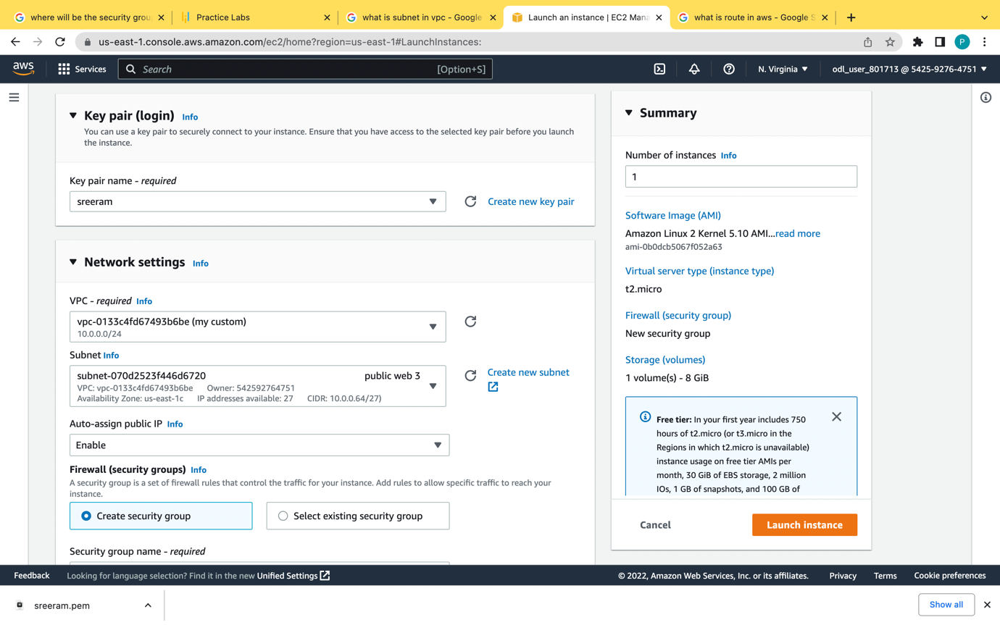 where will be the security grou
Practice Labs
what is subnet in vpc - Google
Launch an instance | EC2 Mana
what is route in aws - Google S
us-east-1.console.aws.amazon.com/ec2/home?region=us-east-1#LaunchInstances:
P
aws
Services
Search
[Option+S]
N. Virginia
odl_user_801713 @ 5425-9276-4751
Key pair (login) Info
You can use a key pair to securely connect to your instance. Ensure that you have access to the selected key pair before you launch
the instance.
Key pair name - required
sreeram
Create new key pair
Network settings Info
VPC - required Info
vpc-0133c4fd67493b6be (my custom)
10.0.0.0/24
Subnet Info
subnet-070d2523f446d6720 public web 3
VPC: vpc-0133c4fd67493b6be Owner: 542592764751
Availability Zone: us-east-1c IP addresses available: 27 CIDR: 10.0.0.64/27)
Create new subnet
Auto-assign public IP Info
Enable
Firewall (security groups) Info
A security group is a set of firewall rules that control the traffic for your instance. Add rules to allow specific traffic to reach your
instance.
Create security group
Select existing security group
Security group name - required
Summary
Number of instances Info
1
Software Image (AMI)
Amazon Linux 2 Kernel 5.10 AMI...read more
ami-0b0dcb5067f052a63
Virtual server type (instance type)
t2.micro
Firewall (security group)
New security group
Storage (volumes)
1 volume(s) - 8 GiB
Free tier: In your first year includes 750
hours of t2.micro (or t3.micro in the
Regions in which t2.micro is unavailable)
instance usage on free tier AMIs per
month, 30 GiB of EBS storage, 2 million
IOs, 1 GB of snapshots, and 100 GB of
Cancel
Launch instance
Feedback
Looking for language selection? Find it in the new Unified Settings
© 2022, Amazon Web Services, Inc. or its affiliates.
Privacy
Terms
Cookie preferences
sreeram.pem
Show all